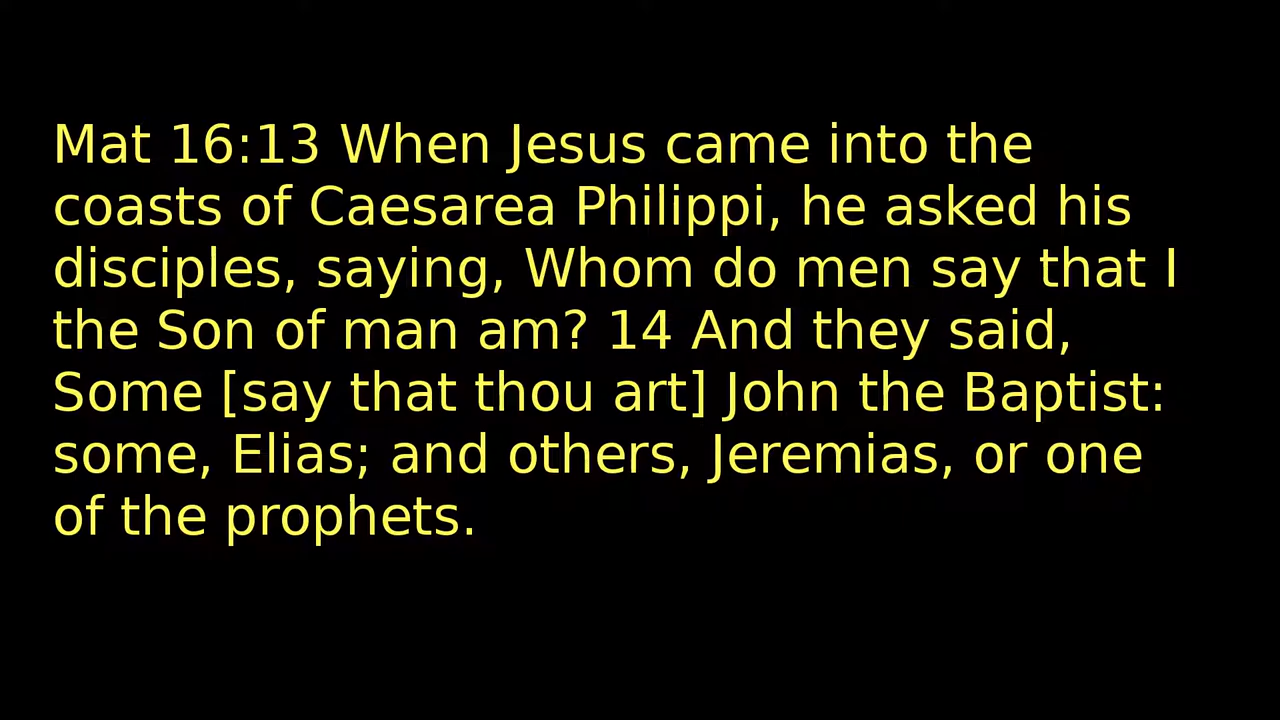 Mat 16:13 When Jesus came into the
coasts of Caesarea Philippi, he asked his
disciples, saying, Whom do men say that I
the Son of man am? 14 And they said,
Some [say that thou art] John the Baptist:
some, Elias; and others, Jeremias, or one
of the prophets.